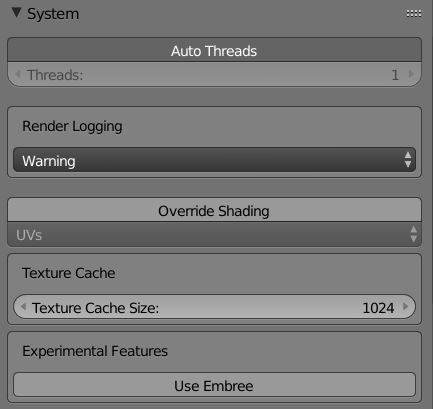 System
Auto Threads
Threads: 1
Render Logging
Warning
Override Shading
UVs
Texture Cache
Texture Cache Size: 1024
Experimental Features
Use Embree